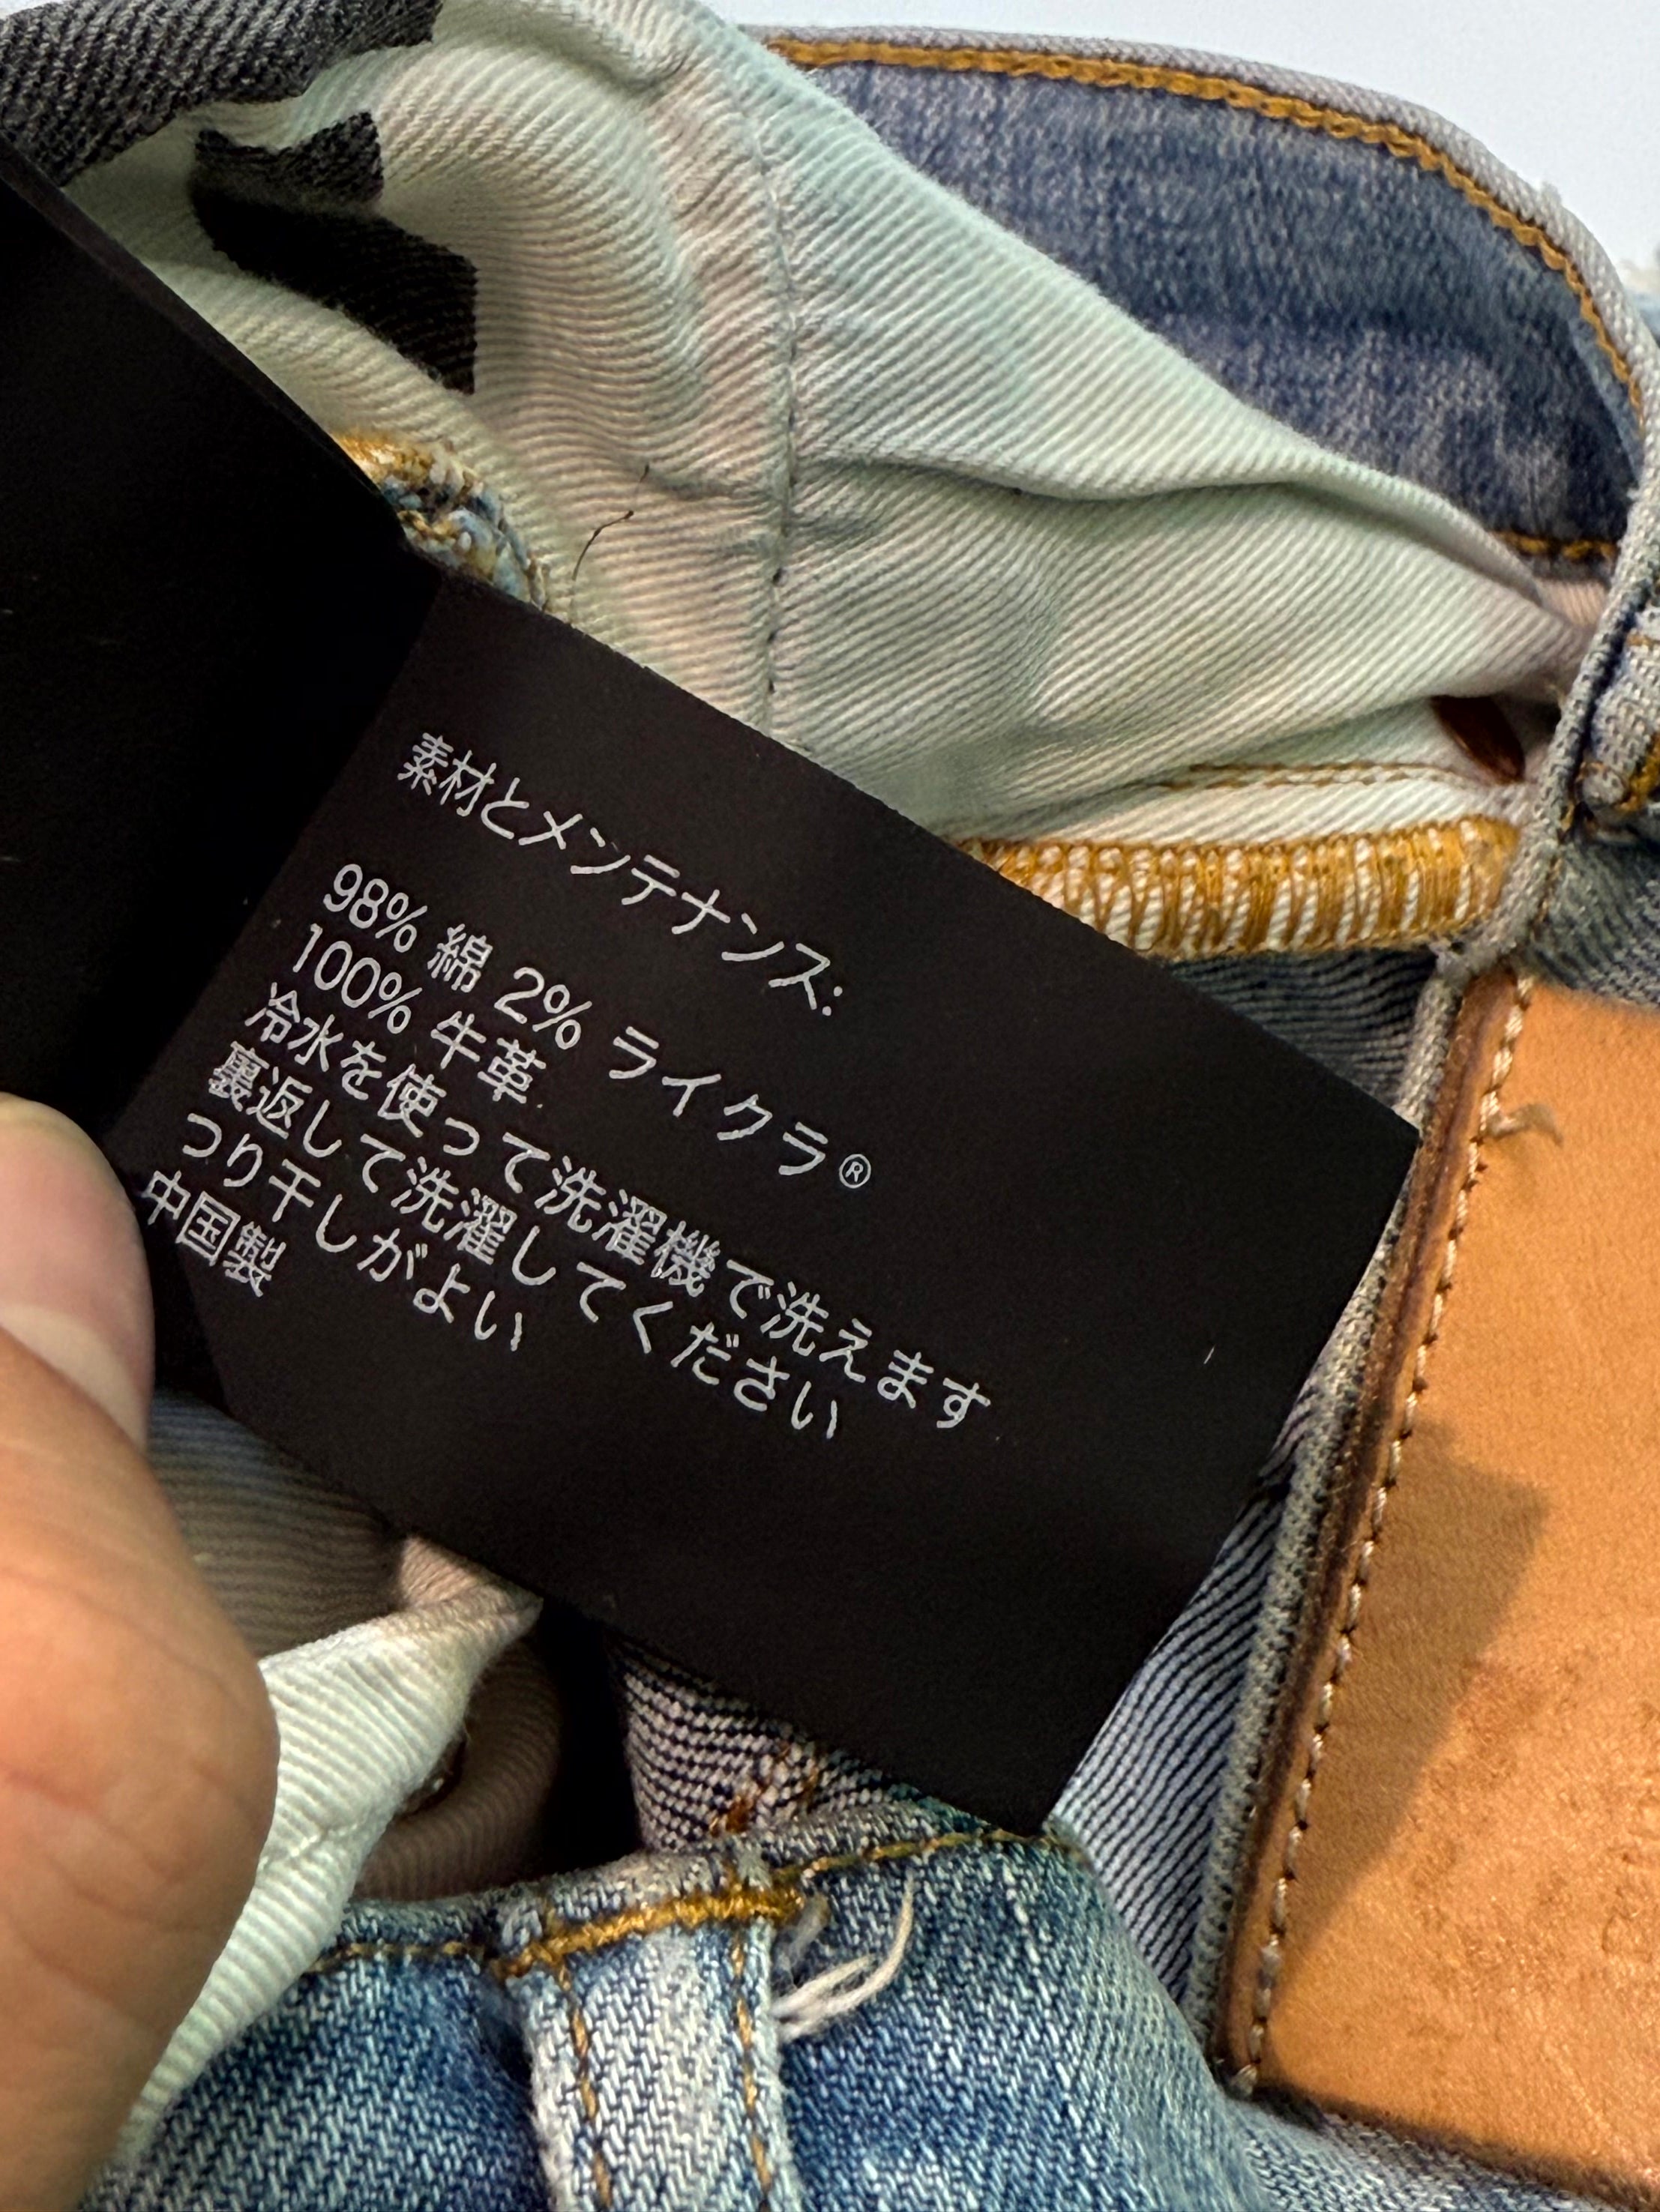 素材とメンテナンス:
98% 綿 2% ライクラ®
100% 牛革
冷水を使って洗濯機で洗えます
裏返して洗濯してください
つり干しがよい
中国製